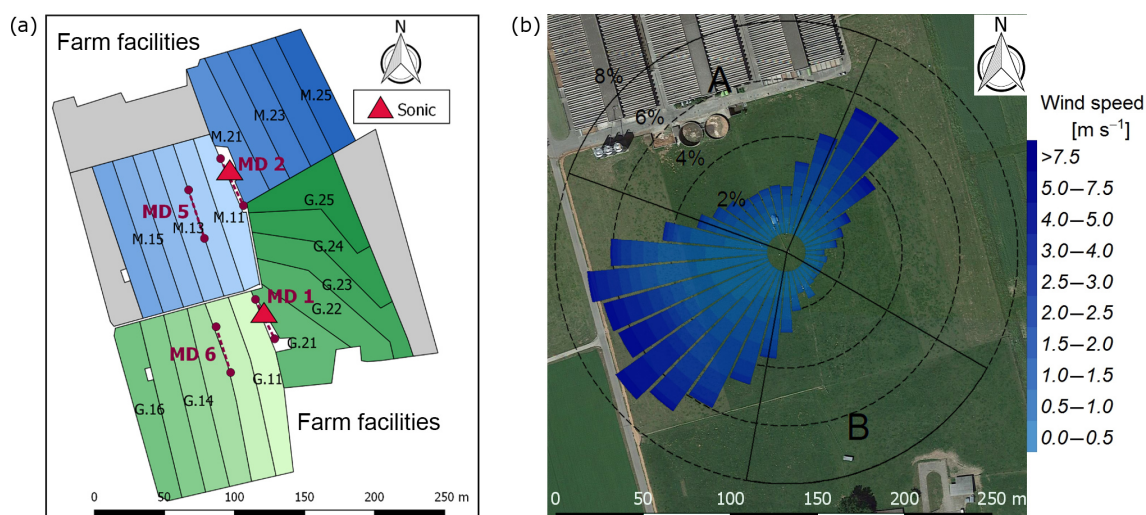 (a)
Farm facilities
N
Sonic
M.25
M.23
M.21
MD 2
MD 5
M.11
M.13
M.15
G.25
G.24
G.23
G.22
MD 1
G.21
MD 6
G.11
G.14
G.16
Farm facilities
0 50 100 150 200 250 m
(b)
N
8%
A
6%
4%
2%
B
0 50 100 150 200 250 m
Wind speed
[m s⁻¹]
>7.5
5.0–7.5
4.0–5.0
3.0–4.0
2.5–3.0
2.0–2.5
1.5–2.0
1.0–1.5
0.5–1.0
0.0–0.5